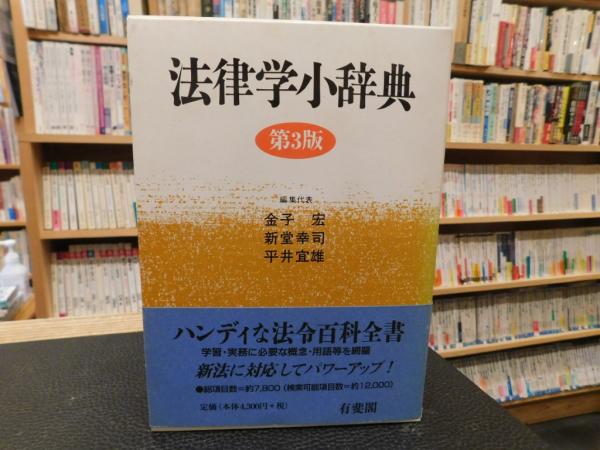 法律学小辞典
第3版
編集代表
金子 宏
新堂幸司
平井宜雄
ハンディな法令百科全書
学習・実務に必要な概念・用語等を網羅
新法に対応してパワーアップ!
●総項目数=約7,800(検索可能項目数=約12,000)
定価(本体4,300円+税)
有斐閣